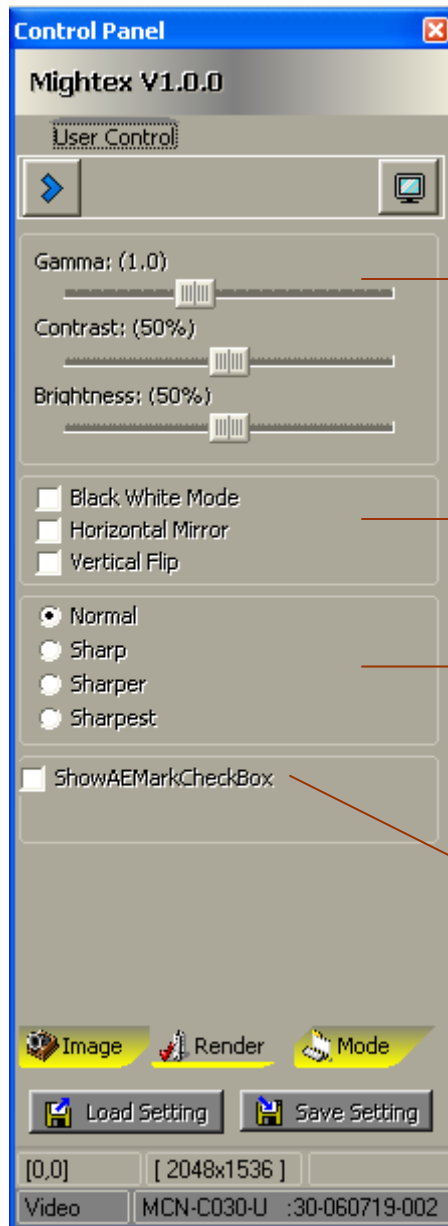 Control Panel
Mightex V1.0.0
User Control
Gamma: (1.0)
Contrast: (50%)
Brightness: (50%)
Black White Mode
Horizontal Mirror
Vertical Flip
Normal
Sharp
Sharper
Sharpest
ShowAEMarkCheckBox
Image Render Mode
Load Setting Save Setting
[0,0] [ 2048x1536 ]
Video MCN-C030-U :30-060719-002